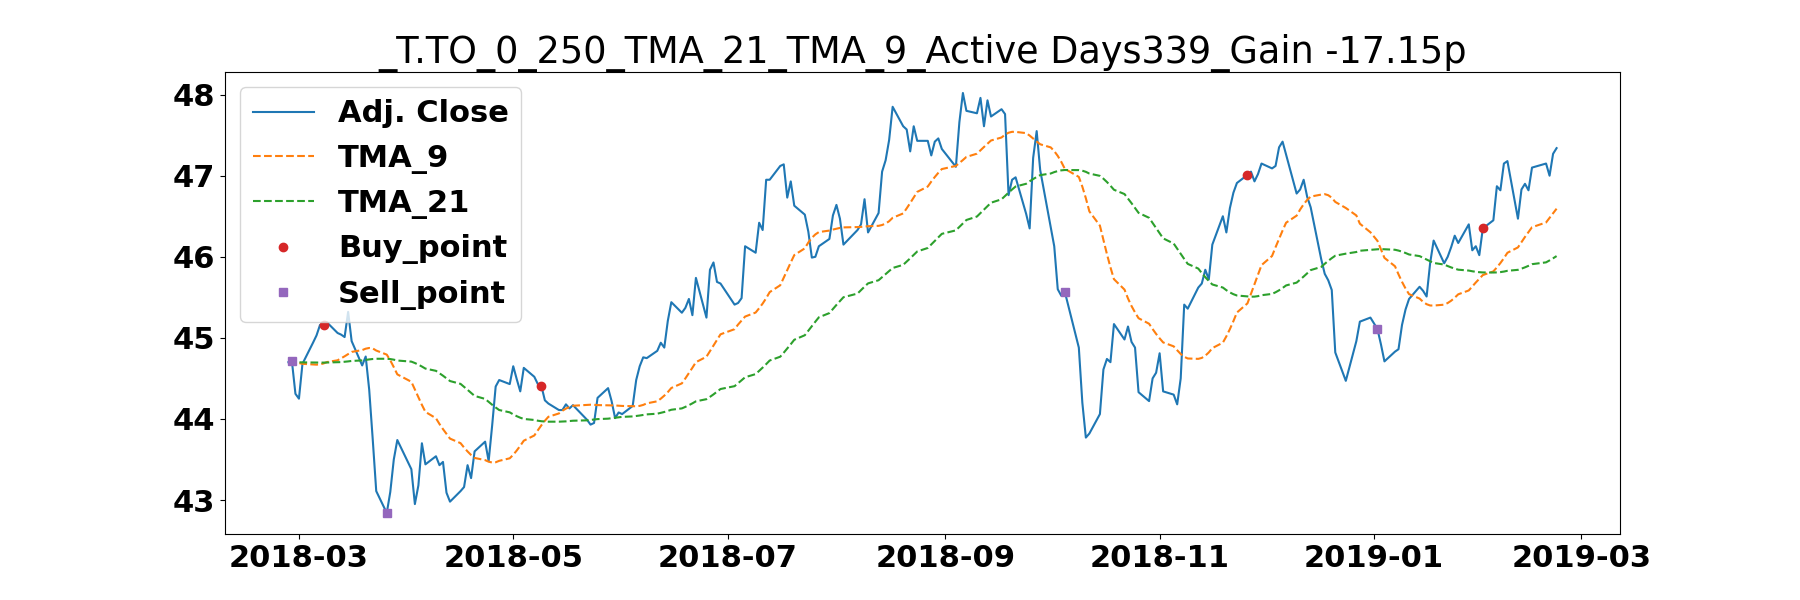 _T.TO_0_250_TMA_21_TMA_9_Active Days339_Gain -17.15p
48
47
46
45
44
43
Adj. Close
TMA_9
TMA_21
Buy_point
Sell_point
2018-03 2018-05 2018-07 2018-09 2018-11 2019-01 2019-03